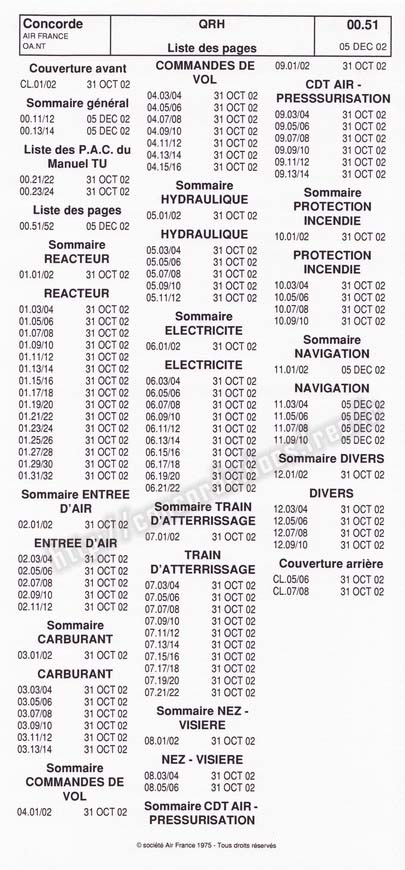 Concorde
AIR FRANCE
OA.NT
QRH
Liste des pages
00.51
05 DEC 02
Couverture avant
CL.01/02 31 OCT 02
Sommaire général
00.11/12 05 DEC 02
00.13/14 05 DEC 02
Liste des P.A.C. du
Manuel TU
00.21/22 31 OCT 02
00.23/24 31 OCT 02
Liste des pages
00.51/52 05 DEC 02
Sommaire
REACTEUR
01.01/02 31 OCT 02
REACTEUR
01.03/04 31 OCT 02
01.05/06 31 OCT 02
01.07/08 31 OCT 02
01.09/10 31 OCT 02
01.11/12 31 OCT 02
01.13/14 31 OCT 02
01.15/16 31 OCT 02
01.17/18 31 OCT 02
01.19/20 31 OCT 02
01.21/22 31 OCT 02
01.23/24 31 OCT 02
01.25/26 31 OCT 02
01.27/28 31 OCT 02
01.29/30 31 OCT 02
01.31/32 31 OCT 02
Sommaire ENTREE
D'AIR
02.01/02 31 OCT 02
ENTREE D'AIR
02.03/04 31 OCT 02
02.05/06 31 OCT 02
02.07/08 31 OCT 02
02.09/10 31 OCT 02
02.11/12 31 OCT 02
Sommaire
CARBURANT
03.01/02 31 OCT 02
CARBURANT
03.03/04 31 OCT 02
03.05/06 31 OCT 02
03.07/08 31 OCT 02
03.09/10 31 OCT 02
03.11/12 31 OCT 02
03.13/14 31 OCT 02
Sommaire
COMMANDES DE
VOL
04.01/02 31 OCT 02
COMMANDES DE
VOL
04.03/04 31 OCT 02
04.05/06 31 OCT 02
04.07/08 31 OCT 02
04.09/10 31 OCT 02
04.11/12 31 OCT 02
04.13/14 31 OCT 02
04.15/16 31 OCT 02
Sommaire
HYDRAULIQUE
05.01/02 31 OCT 02
HYDRAULIQUE
05.03/04 31 OCT 02
05.05/06 31 OCT 02
05.07/08 31 OCT 02
05.09/10 31 OCT 02
05.11/12 31 OCT 02
Sommaire
ELECTRICITE
06.01/02 31 OCT 02
ELECTRICITE
06.03/04 31 OCT 02
06.05/06 31 OCT 02
06.07/08 31 OCT 02
06.09/10 31 OCT 02
06.11/12 31 OCT 02
06.13/14 31 OCT 02
06.15/16 31 OCT 02
06.17/18 31 OCT 02
06.19/20 31 OCT 02
06.21/22 31 OCT 02
Sommaire TRAIN
D'ATTERRISSAGE
07.01/02 31 OCT 02
TRAIN
D'ATTERRISSAGE
07.03/04 31 OCT 02
07.05/06 31 OCT 02
07.07/08 31 OCT 02
07.09/10 31 OCT 02
07.11/12 31 OCT 02
07.13/14 31 OCT 02
07.15/16 31 OCT 02
07.17/18 31 OCT 02
07.19/20 31 OCT 02
07.21/22 31 OCT 02
Sommaire NEZ -
VISIERE
08.01/02 31 OCT 02
NEZ - VISIERE
08.03/04 31 OCT 02
08.05/06 31 OCT 02
Sommaire CDT AIR -
PRESSURISATION
09.01/02 31 OCT 02
CDT AIR -
PRESSSURISATION
09.03/04 31 OCT 02
09.05/06 31 OCT 02
09.07/08 31 OCT 02
09.09/10 31 OCT 02
09.11/12 31 OCT 02
09.13/14 31 OCT 02
Sommaire
PROTECTION
INCENDIE
10.01/02 31 OCT 02
PROTECTION
INCENDIE
10.03/04 31 OCT 02
10.05/06 31 OCT 02
10.07/08 31 OCT 02
10.09/10 31 OCT 02
Sommaire
NAVIGATION
11.01/02 05 DEC 02
NAVIGATION
11.03/04 05 DEC 02
11.05/06 05 DEC 02
11.07/08 05 DEC 02
11.09/10 05 DEC 02
Sommaire DIVERS
12.01/02 31 OCT 02
DIVERS
12.03/04 31 OCT 02
12.05/06 31 OCT 02
12.07/08 31 OCT 02
12.09/10 31 OCT 02
Couverture arrière
CL.05/06 31 OCT 02
CL.07/08 31 OCT 02
© société Air France 1975 - Tous droits réservés